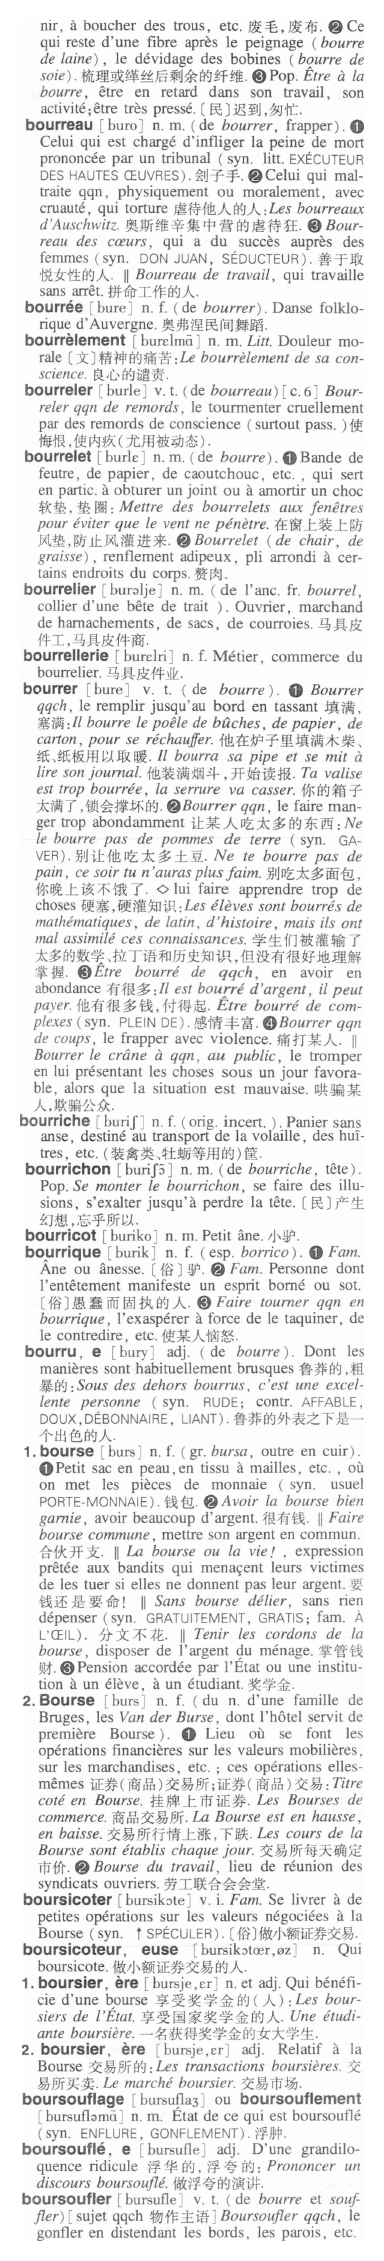 nir, à boucher des trous, etc. 废毛,废布. ❷ Ce
qui reste d'une fibre après le peignage (bourre
de laine), le dévidage des bobines (bourre de
soie). 梳理或缫丝后剩余的纤维. ❸ Pop. Être à la
bourre, être en retard dans son travail, son
activité;être très pressé.〔民〕迟到,匆忙.
bourreau [buro] n. m. (de bourrer, frapper). ❶
Celui qui est chargé d'infliger la peine de mort
prononcée par un tribunal (syn. litt. EXÉCUTEUR
DES HAUTES ŒUVRES). 刽子手. ❷ Celui qui mal-
traite qqn, physiquement ou moralement, avec
cruauté, qui torture 虐待他人的人:Les bourreaux
d'Auschwitz. 奥斯维辛集中营的虐待狂. ❸ Bour-
reau des cœurs, qui a du succès auprès des
femmes (syn. DON JUAN, SÉDUCTEUR). 善于取
悦女性的人. ‖ Bourreau de travail, qui travaille
sans arrêt. 拼命工作的人.
bourrée [bure] n. f. (de bourrer). Danse folklo-
rique d'Auvergne. 奥弗涅民间舞蹈.
bourrèlement [burɛlmɑ̃] n. m. Litt. Douleur mo-
rale〔文〕精神的痛苦:Le bourrèlement de sa con-
science. 良心的谴责.
bourreler [burle] v. t. (de bourreau) [c. 6] Bour-
reler qqn de remords, le tourmenter cruellement
par des remords de conscience (surtout pass. )使
悔恨,使内疚(尤用被动态).
bourrelet [burlɛ] n. m. (de bourre). ❶ Bande de
feutre, de papier, de caoutchouc, etc. , qui sert
en partic. à obturer un joint ou à amortir un choc
软垫,垫圈: Mettre des bourrelets aux fenêtres
pour éviter que le vent ne pénètre. 在窗上装上防
风垫,防止风灌进来. ❷ Bourrelet (de chair, de
graisse), renflement adipeux, pli arrondi à cer-
tains endroits du corps. 赘肉.
bourrelier [burəlje] n. m. (de l'anc. fr. bourrel,
collier d'une bête de trait ). Ouvrier, marchand
de harnachements, de sacs, de courroies. 马具皮
件工,马具皮件商.
bourrellerie [burɛlri] n. f. Métier, commerce du
bourrelier. 马具皮件业.
bourrer [bure] v. t. (de bourre). ❶ Bourrer
qqch, le remplir jusqu'au bord en tassant 填满,
塞满:Il bourre le poêle de bûches, de papier, de
carton, pour se réchauffer. 他在炉子里填满木柴、
纸、纸板用以取暖. Il bourra sa pipe et se mit à
lire son journal. 他装满烟斗,开始读报. Ta valise
est trop bourrée, la serrure va casser. 你的箱子
太满了,锁会撑坏的. ❷Bourrer qqn, le faire man-
ger trop abondamment 让某人吃太多的东西:Ne
le bourre pas de pommes de terre (syn. GA-
VER). 别让他吃太多土豆. Ne te bourre pas de
pain, ce soir tu n'auras plus faim. 别吃太多面包,
你晚上该不饿了. ◇ lui faire apprendre trop de
choses 硬塞,硬灌知识:Les élèves sont bourrés de
mathématiques, de latin, d'histoire, mais ils ont
mal assimilé ces connaissances. 学生们被灌输了
太多的数学、拉丁语和历史知识,但没有很好地理解
掌握. ❸Être bourré de qqch, en avoir en
abondance 有很多:Il est bourré d'argent, il peut
payer. 他有很多钱,付得起. Être bourré de com-
plexes (syn. PLEIN DE). 感情丰富. ❹Bourrer qqn
de coups, le frapper avec violence. 痛打某人. ‖
Bourrer le crâne à qqn, au public, le tromper
en lui présentant les choses sous un jour favora-
ble, alors que la situation est mauvaise. 哄骗某
人,欺骗公众.
bourriche [buriʃ] n. f. (orig. incert. ). Panier sans
anse, destiné au transport de la volaille, des huî-
tres, etc. (装禽类、牡蛎等用的)筐.
bourrichon [buriʃɔ̃] n. m. (de bourriche, tête).
Pop. Se monter le bourrichon, se faire des illu-
sions, s'exalter jusqu'à perdre la tête.〔民〕产生
幻想,忘乎所以.
bourricot [buriko] n. m. Petit âne. 小驴.
bourrique [burik] n. f. (esp. borrico). ❶ Fam.
Âne ou ânesse.〔俗〕驴. ❷ Fam. Personne dont
l'entêtement manifeste un esprit borné ou sot.
〔俗〕愚蠢而固执的人. ❸ Faire tourner qqn en
bourrique, l'exaspérer à force de le taquiner, de
le contredire, etc. 使某人恼怒.
bourru, e [bury] adj. (de bourre). Dont les
manières sont habituellement brusques 鲁莽的,粗
暴的:Sous des dehors bourrus, c'est une excel-
lente personne (syn. RUDE; contr. AFFABLE,
DOUX, DÉBONNAIRE, LIANT). 鲁莽的外表之下是一
个出色的人.
1. bourse [burs] n. f. (gr. bursa, outre en cuir).
❶Petit sac en peau, en tissu à mailles, etc. , où
on met les pièces de monnaie (syn. usuel
PORTE-MONNAIE). 钱包. ❷ Avoir la bourse bien
garnie, avoir beaucoup d'argent. 很有钱. ‖ Faire
bourse commune, mettre son argent en commun.
合伙开支. ‖ La bourse ou la vie! , expression
prêtée aux bandits qui menaçent leurs victimes
de les tuer si elles ne donnent pas leur argent. 要
钱还是要命! ‖ Sans bourse délier, sans rien
dépenser (syn. GRATUITEMENT, GRATIS; fam. À
L'ŒIL). 分文不花. ‖ Tenir les cordons de la
bourse, disposer de l'argent du ménage. 掌管钱
财. ❸Pension accordée par l'État ou une institu-
tion à un élève, à un étudiant. 奖学金.
2. Bourse [burs] n. f. (du n. d'une famille de
Bruges, les Van der Burse, dont l'hôtel servit de
première Bourse). ❶ Lieu où se font les
opérations financières sur les valeurs mobilières,
sur les marchandises, etc. ; ces opérations elles-
mêmes 证券(商品)交易所;证券(商品)交易:Titre
coté en Bourse. 挂牌上市证券. Les Bourses de
commerce. 商品交易所. La Bourse est en hausse,
en baisse. 交易所行情上涨,下跌. Les cours de la
Bourse sont établis chaque jour. 交易所每天确定
市价. ❷ Bourse du travail, lieu de réunion des
syndicats ouvriers. 劳工联合会会堂.
boursicoter [bursikɔte] v. i. Fam. Se livrer à de
petites opérations sur les valeurs négociées à la
Bourse (syn. ↑ SPÉCULER).〔俗〕做小额证券交易.
boursicoteur, euse [bursikɔtœr,øz] n. Qui
boursicote. 做小额证券交易的人.
1. boursier, ère [bursje,ɛr] n. et adj. Qui bénéfi-
cie d'une bourse 享受奖学金的(人):Les bour-
siers de l'État. 享受国家奖学金的人. Une étudi-
ante boursière. 一名获得奖学金的女大学生.
2. boursier, ère [bursje,ɛr] adj. Relatif à la
Bourse 交易所的:Les transactions boursières. 交
易所买卖. Le marché boursier. 交易市场.
boursouflage [bursuflaʒ] ou boursouflement
[bursufləmɑ̃] n. m. État de ce qui est boursouflé
(syn. ENFLURE, GONFLEMENT). 浮肿.
boursouflé, e [bursufle] adj. D'une grandilo-
quence ridicule 浮华的,浮夸的: Prononcer un
discours boursouflé. 做浮夸的演讲.
boursoufler [bursufle] v. t. (de bourre et souf-
fler) [sujet qqch 物作主语] Boursoufler qqch, le
gonfler en distendant les bords, les parois, etc.